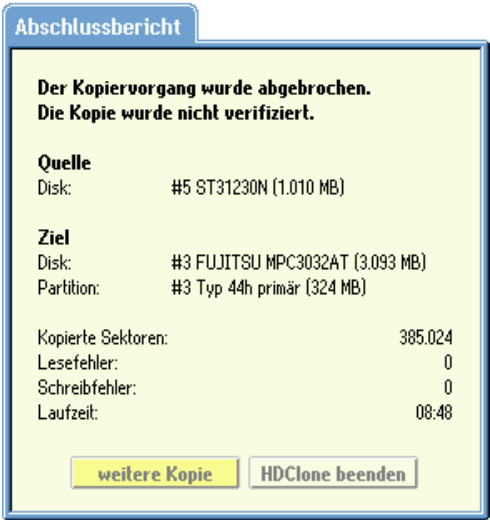 Abschlussbericht
Der Kopiervorgang wurde abgebrochen.
Die Kopie wurde nicht verifiziert.
Quelle
Disk: #5 ST31230N (1.010 MB)
Ziel
Disk: #3 FUJITSU MPC3032AT (3.093 MB)
Partition: #3 Typ 44h primär (324 MB)
Kopierte Sektoren: 385.024
Lesefehler: 0
Schreibfehler: 0
Laufzeit: 08:48
weitere Kopie HDClone beenden